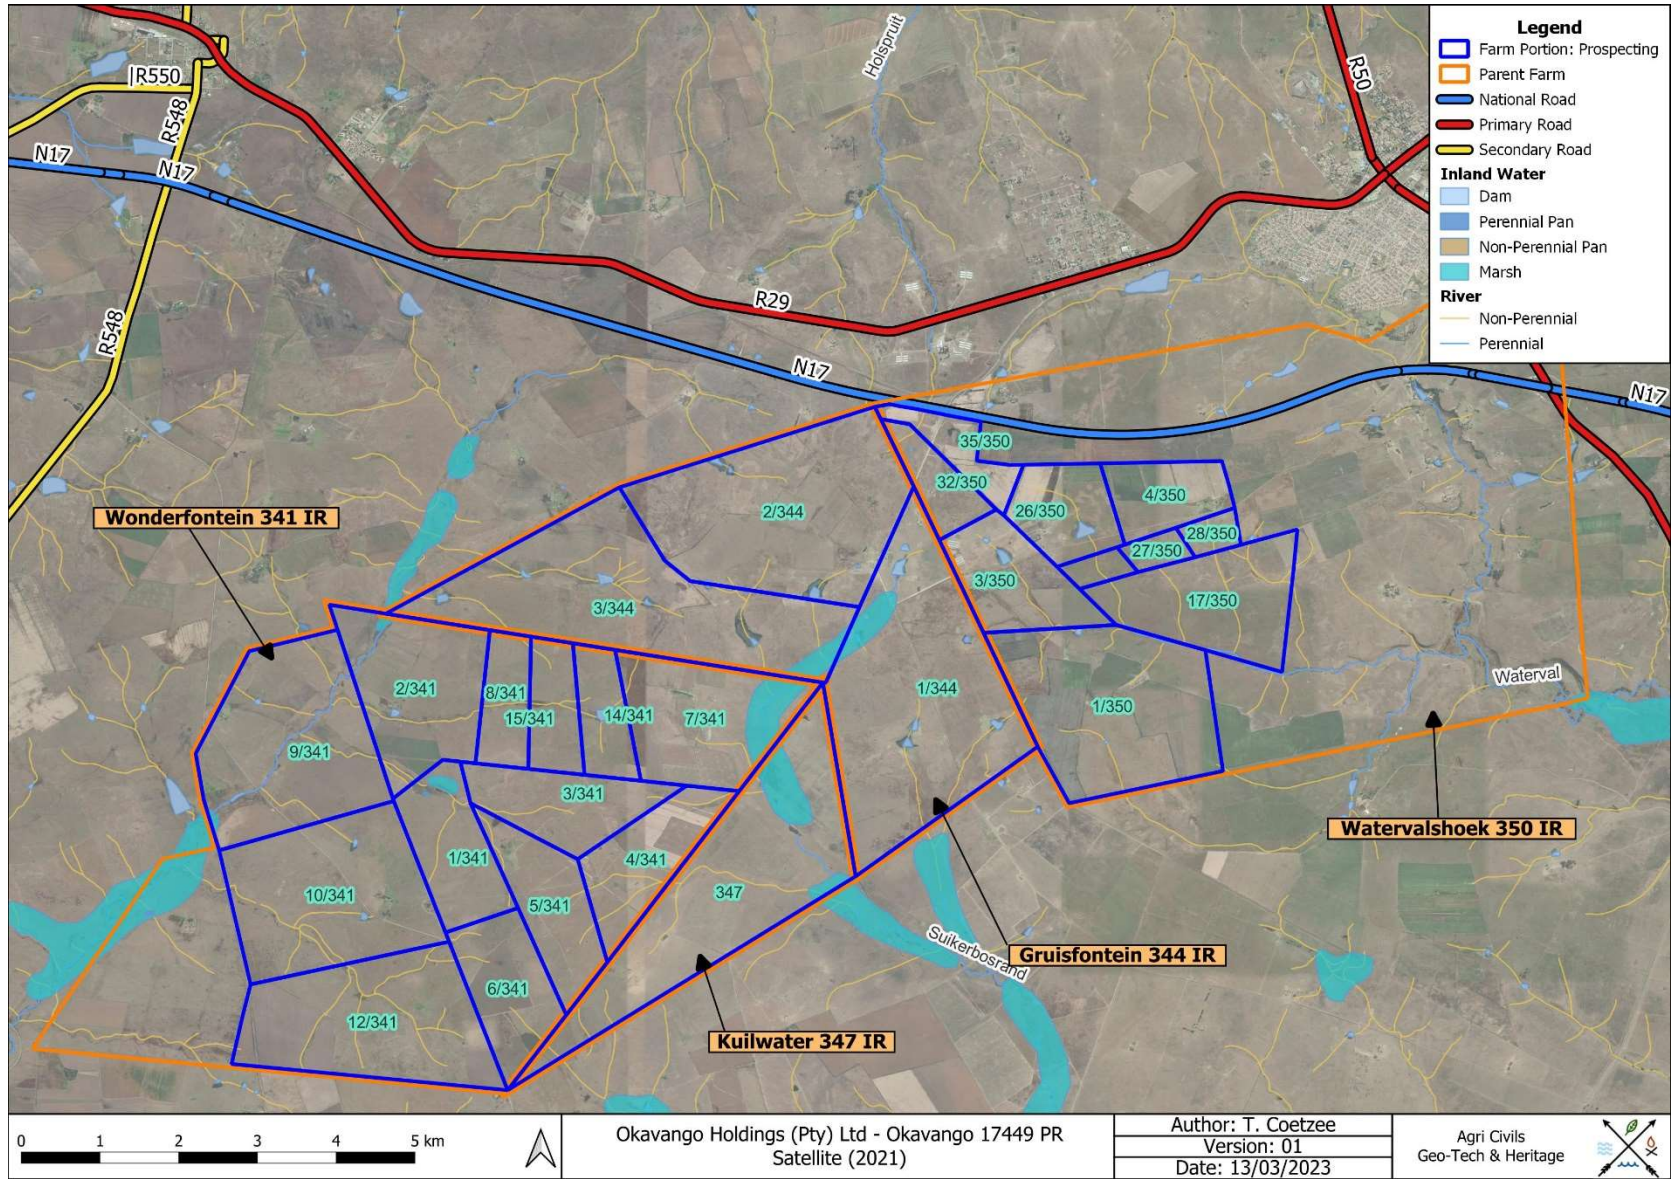 Holspruit
|R550
R548
N17
N17
R548
R29
N17
R50
N17
Legend
Farm Portion: Prospecting
Parent Farm
National Road
Primary Road
Secondary Road
Inland Water
Dam
Perennial Pan
Non-Perennial Pan
Marsh
River
Non-Perennial
Perennial
35/350
32/350
26/350
4/350
28/350
27/350
3/350
17/350
1/350
2/344
3/344
1/344
Wonderfontein 341 IR
2/341
8/341
15/341
14/341
7/341
9/341
3/341
1/341
4/341
10/341
5/341
6/341
12/341
347
Waterval
Watervalshoek 350 IR
Suikerbosrand
Gruisfontein 344 IR
Kuilwater 347 IR
0 1 2 3 4 5 km
Okavango Holdings (Pty) Ltd - Okavango 17449 PR
Satellite (2021)
Author: T. Coetzee
Version: 01
Date: 13/03/2023
Agri Civils
Geo-Tech & Heritage